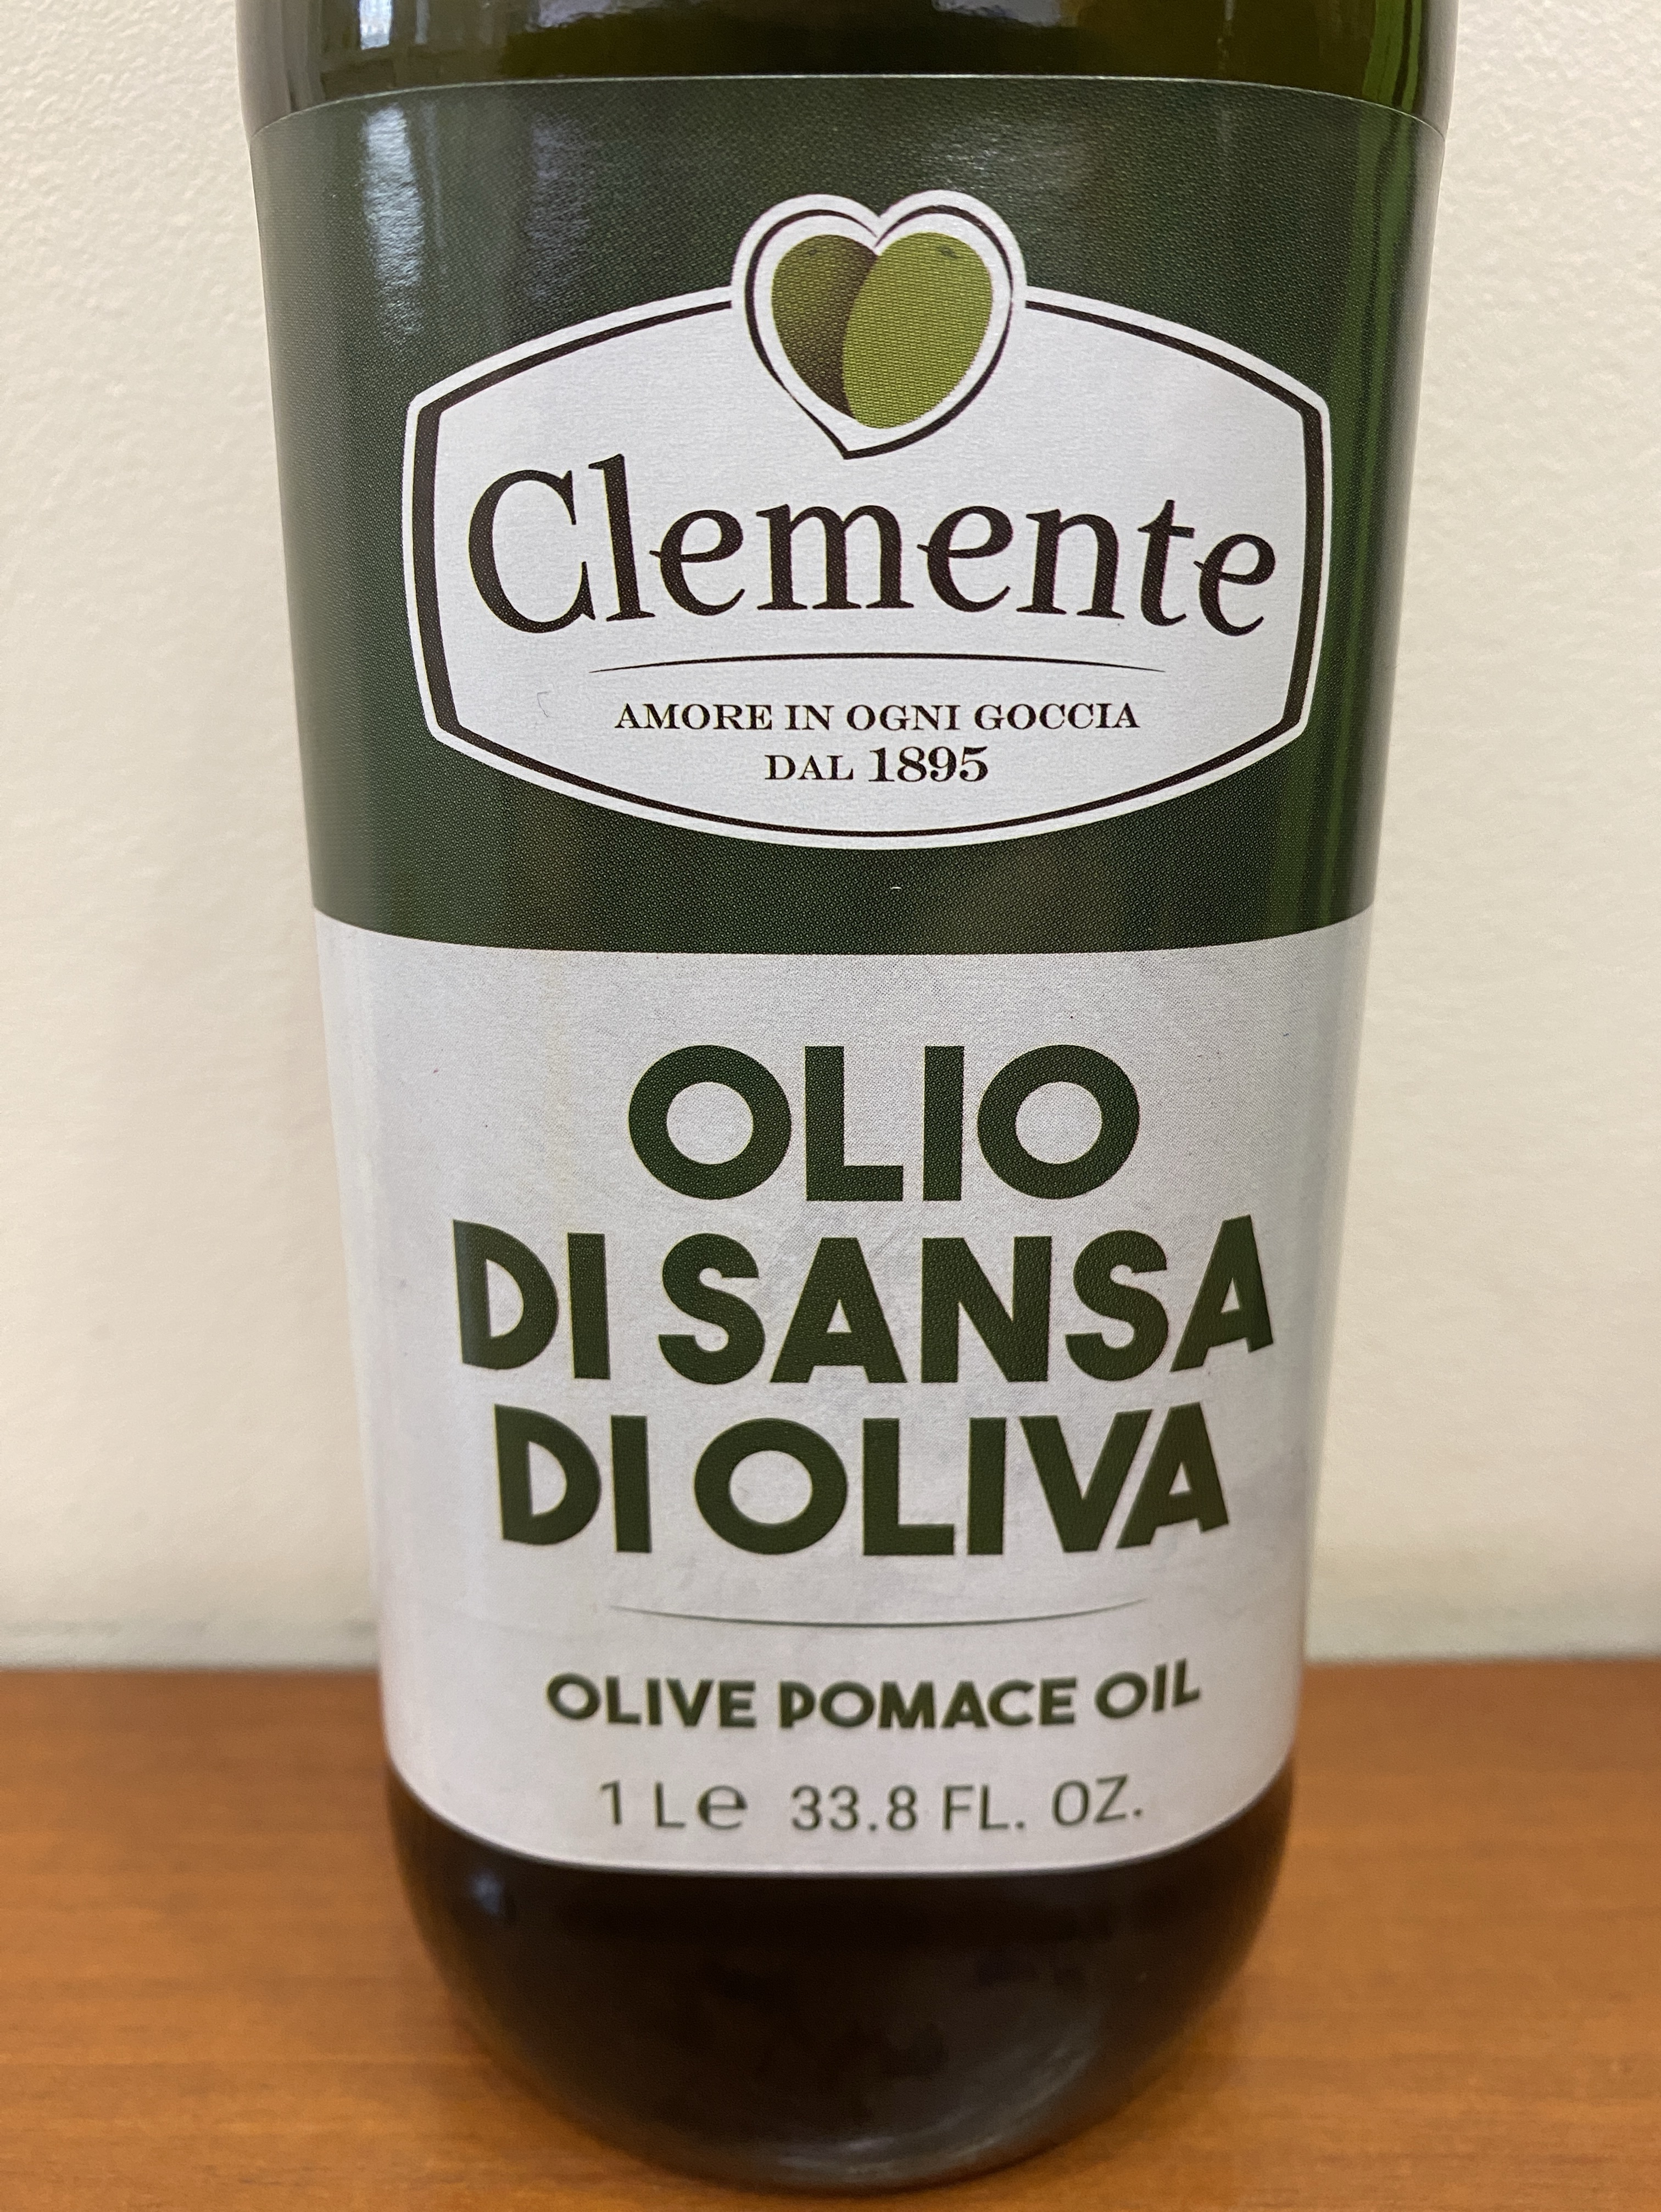 Clemente
AMORE IN OGNI GOCCIA
DAL 1895
OLIO
DI SANSA
DI OLIVA
OLIVE POMACE OIL
1 L℮ 33.8 FL. OZ.